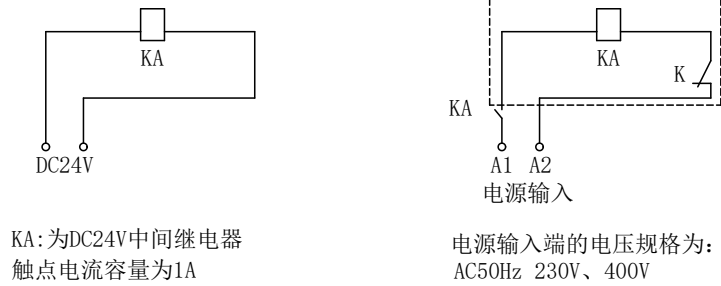 KA
DC24V
KA:为DC24V中间继电器
触点电流容量为1A
KA
K
KA
A1 A2
电源输入
电源输入端的电压规格为:
AC50Hz 230V、400V